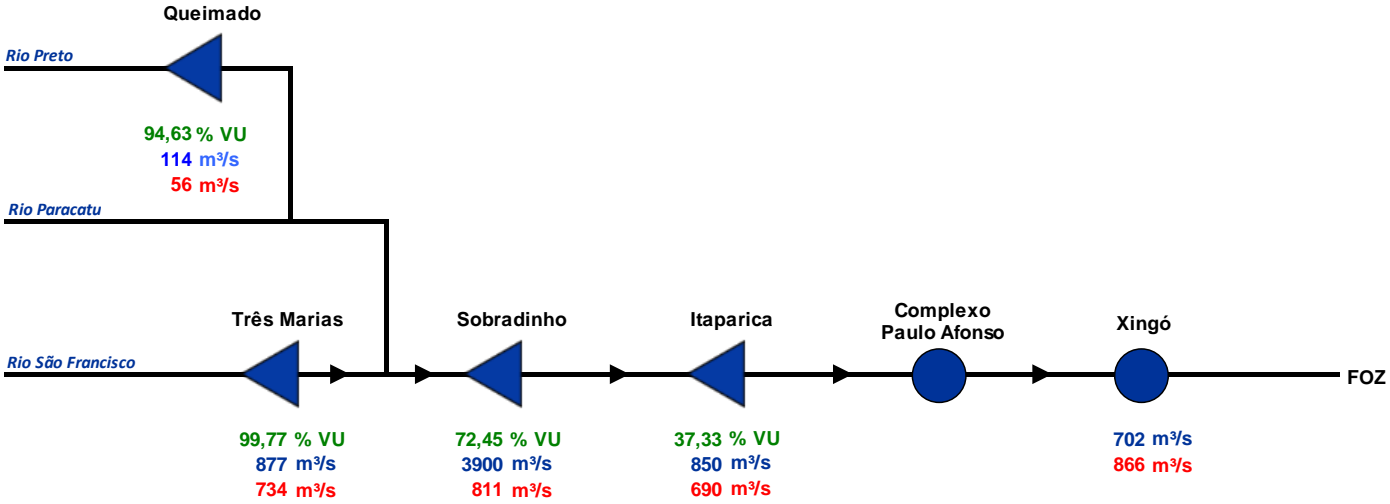 Queimado
Rio Preto
94,63 % VU
114 m³/s
56 m³/s
Rio Paracatu
Três Marias
Sobradinho
Itaparica
Complexo
Paulo Afonso
Xingó
Rio São Francisco
FOZ
99,77 % VU
877 m³/s
734 m³/s
72,45 % VU
3900 m³/s
811 m³/s
37,33 % VU
850 m³/s
690 m³/s
702 m³/s
866 m³/s